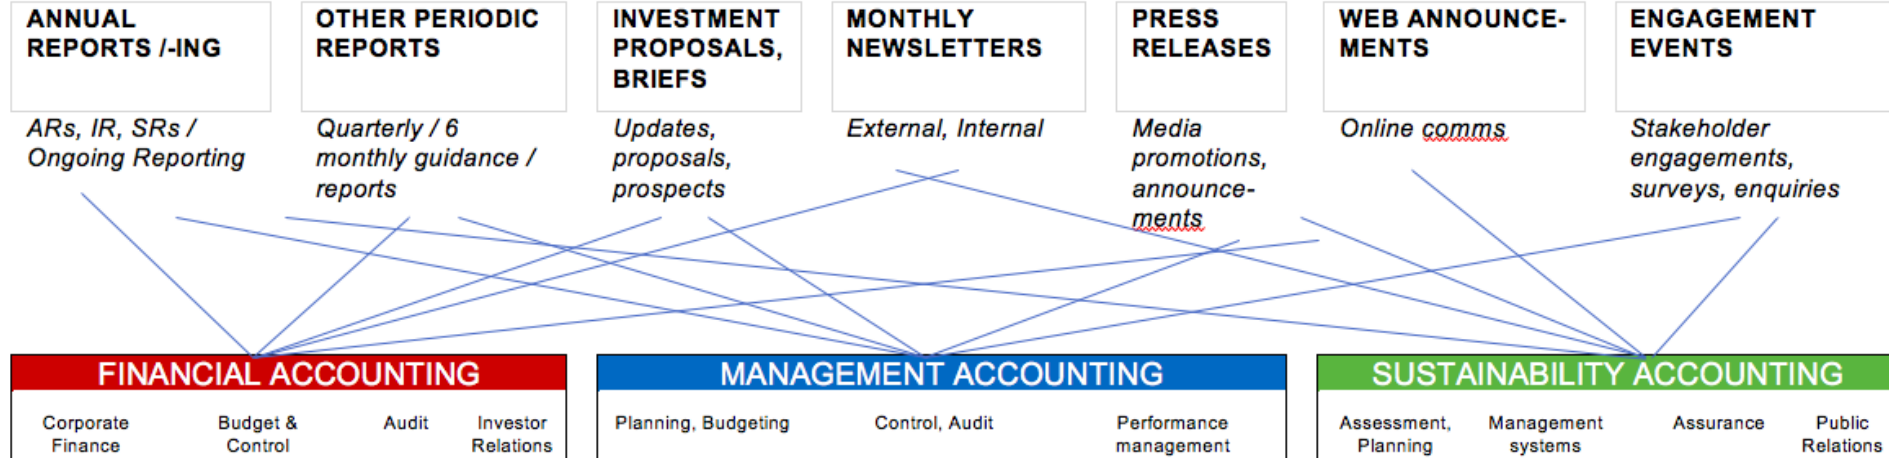 ANNUAL
REPORTS /-ING
OTHER PERIODIC
REPORTS
INVESTMENT
PROPOSALS,
BRIEFS
MONTHLY
NEWSLETTERS
PRESS
RELEASES
WEB ANNOUNCE-
MENTS
ENGAGEMENT
EVENTS
ARs, IR, SRs /
Ongoing Reporting
Quarterly / 6
monthly guidance /
reports
Updates,
proposals,
prospects
External, Internal
Media
promotions,
announce-
ments
Online comms
Stakeholder
engagements,
surveys, enquiries
FINANCIAL ACCOUNTING
Corporate
Finance
Budget &
Control
Audit
Investor
Relations
MANAGEMENT ACCOUNTING
Planning, Budgeting
Control, Audit
Performance
management
SUSTAINABILITY ACCOUNTING
Assessment,
Planning
Management
systems
Assurance
Public
Relations